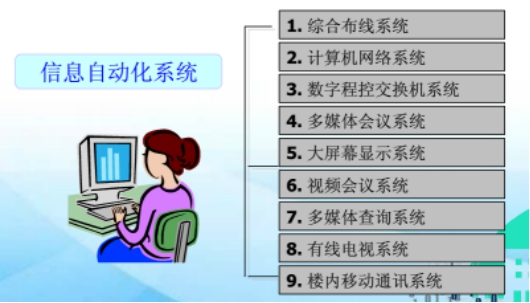 信息自动化系统
1. 综合布线系统
2. 计算机网络系统
3. 数字程控交换机系统
4. 多媒体会议系统
5. 大屏幕显示系统
6. 视频会议系统
7. 多媒体查询系统
8. 有线电视系统
9. 楼内移动通讯系统